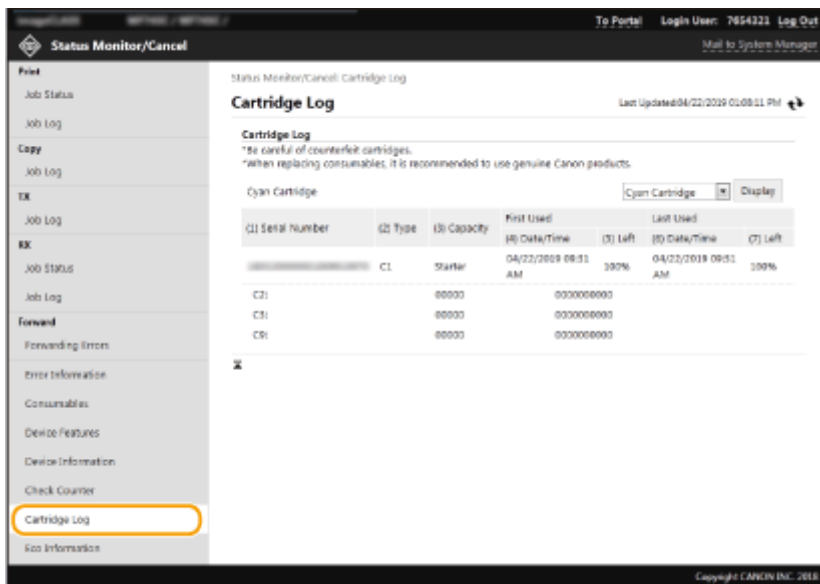 To Portal Login User: 7654321 Log Out
Status Monitor/Cancel
Mail to System Manager
Print
Job Status
Job Log
Copy
Job Log
TX
Job Log
RX
Job Status
Job Log
Forward
Forwarding Errors
Error Information
Consumables
Device Features
Device Information
Check Counter
Cartridge Log
Eco Information
Status Monitor/Cancel: Cartridge Log
Cartridge Log
Last Updated:04/22/2019 01:08:11 PM
Cartridge Log
*Be careful of counterfeit cartridges.
*When replacing consumables, it is recommended to use genuine Canon products.
Cyan Cartridge
Cyan Cartridge Display
(1) Serial Number (2) Type (3) Capacity First Used Last Used
(4) Date/Time (5) Left (6) Date/Time (7) Left
C1 Starter 04/22/2019 09:31 AM 100% 04/22/2019 09:31 AM 100%
C2: 00000 0000000000
C3: 00000 0000000000
C9: 00000 0000000000
Copyright CANON INC. 2018